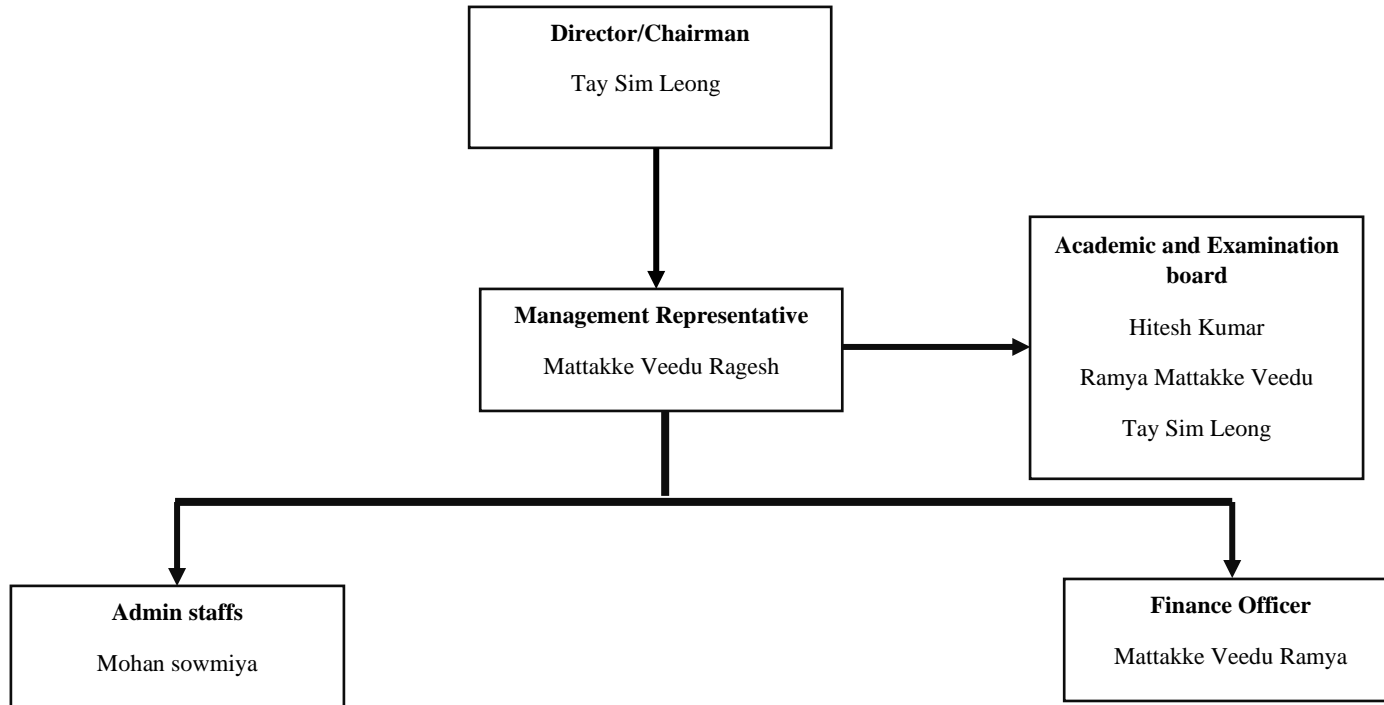 Director/Chairman
Tay Sim Leong
Academic and Examination
board
Hitesh Kumar
Ramya Mattakke Veedu
Tay Sim Leong
Management Representative
Mattakke Veedu Ragesh
Admin staffs
Mohan sowmiya
Finance Officer
Mattakke Veedu Ramya